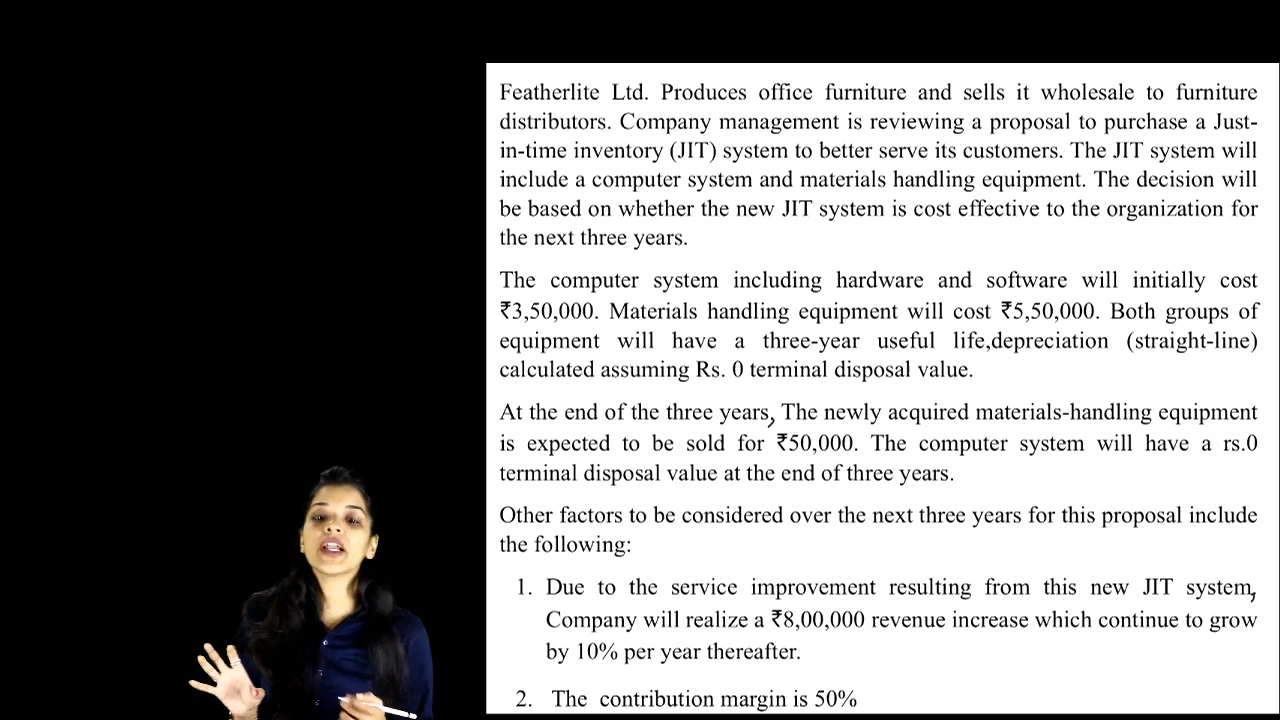 Featherlite Ltd. Produces office furniture and sells it wholesale to furniture
distributors. Company management is reviewing a proposal to purchase a Just-
in-time inventory (JIT) system to better serve its customers. The JIT system will
include a computer system and materials handling equipment. The decision will
be based on whether the new JIT system is cost effective to the organization for
the next three years.
The computer system including hardware and software will initially cost
₹3,50,000. Materials handling equipment will cost ₹5,50,000. Both groups of
equipment will have a three-year useful life,depreciation (straight-line)
calculated assuming Rs. 0 terminal disposal value.
At the end of the three years, The newly acquired materials-handling equipment
is expected to be sold for ₹50,000. The computer system will have a rs.0
terminal disposal value at the end of three years.
Other factors to be considered over the next three years for this proposal include
the following:
1. Due to the service improvement resulting from this new JIT system,
Company will realize a ₹8,00,000 revenue increase which continue to grow
by 10% per year thereafter.
2. The contribution margin is 50%